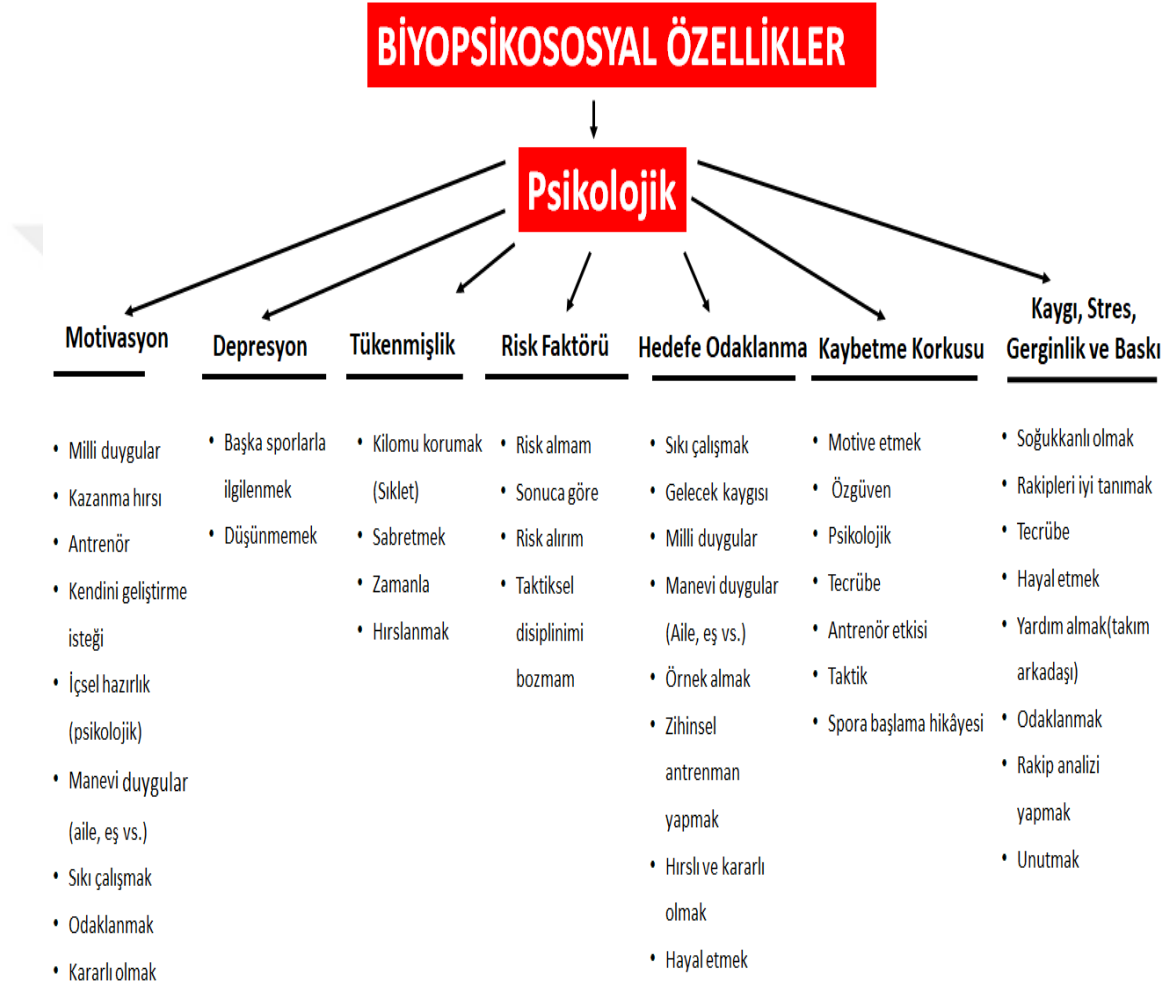 BİYOPSİKOSOSYAL ÖZELLİKLER
Psikolojik
Motivasyon
• Milli duygular
• Kazanma hırsı
• Antrenör
• Kendini geliştirme
isteği
• İçsel hazırlık
(psikolojik)
• Manevi duygular
(aile, eş vs.)
• Sıkı çalışmak
• Odaklanmak
• Kararlı olmak
Depresyon
• Başka sporlarla
ilgilenmek
• Düşünmemek
Tükenmişlik
• Kilomu korumak
(Sıklet)
• Sabretmek
• Zamanla
• Hırslanmak
Risk Faktörü
• Risk almam
• Sonuca göre
• Risk alırım
• Taktiksel
disiplinimi
bozmam
Hedefe Odaklanma
• Sıkı çalışmak
• Gelecek kaygısı
• Milli duygular
• Manevi duygular
(Aile, eş vs.)
• Örnek almak
• Zihinsel
antrenman
yapmak
• Hırslı ve kararlı
olmak
• Hayal etmek
Kaybetme Korkusu
• Motive etmek
• Özgüven
• Psikolojik
• Tecrübe
• Antrenör etkisi
• Taktik
• Spora başlama hikâyesi
Kaygı, Stres,
Gerginlik ve Baskı
• Soğukkanlı olmak
• Rakipleri iyi tanımak
• Tecrübe
• Hayal etmek
• Yardım almak(takım
arkadaşı)
• Odaklanmak
• Rakip analizi
yapmak
• Unutmak